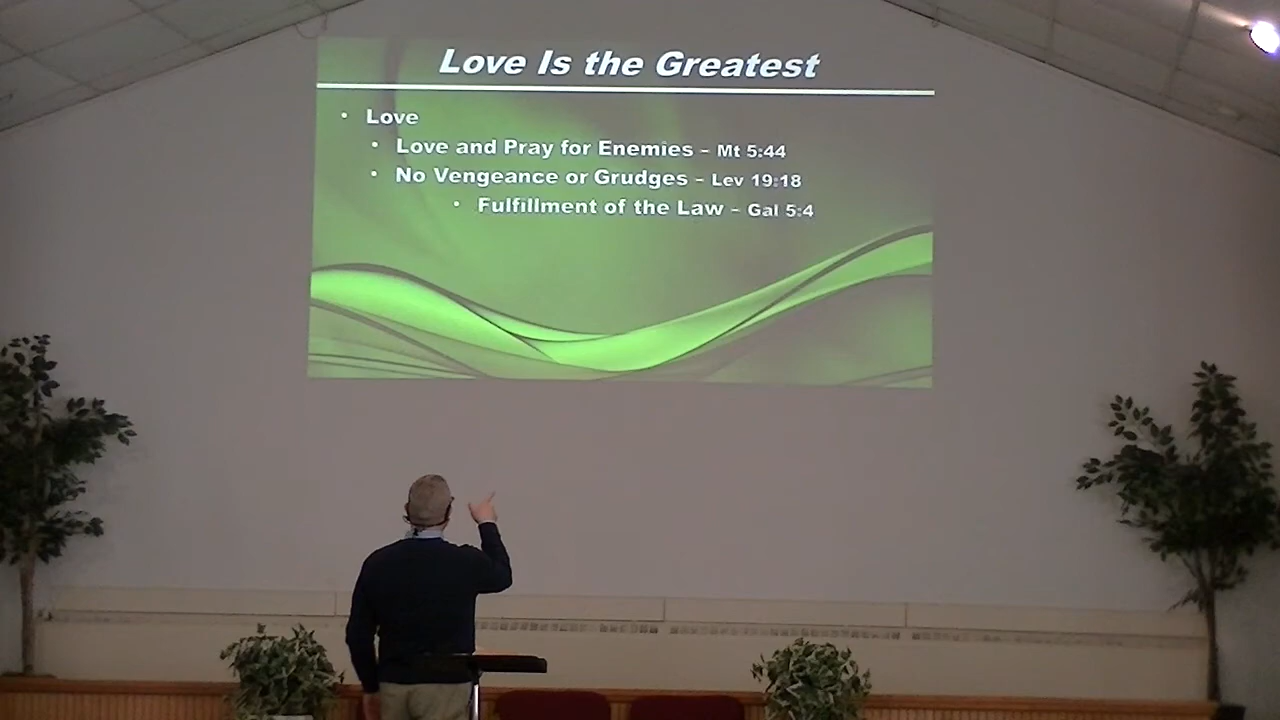 Love Is the Greatest
• Love
• Love and Pray for Enemies – Mt 5:44
• No Vengeance or Grudges – Lev 19:18
• Fulfillment of the Law – Gal 5:4